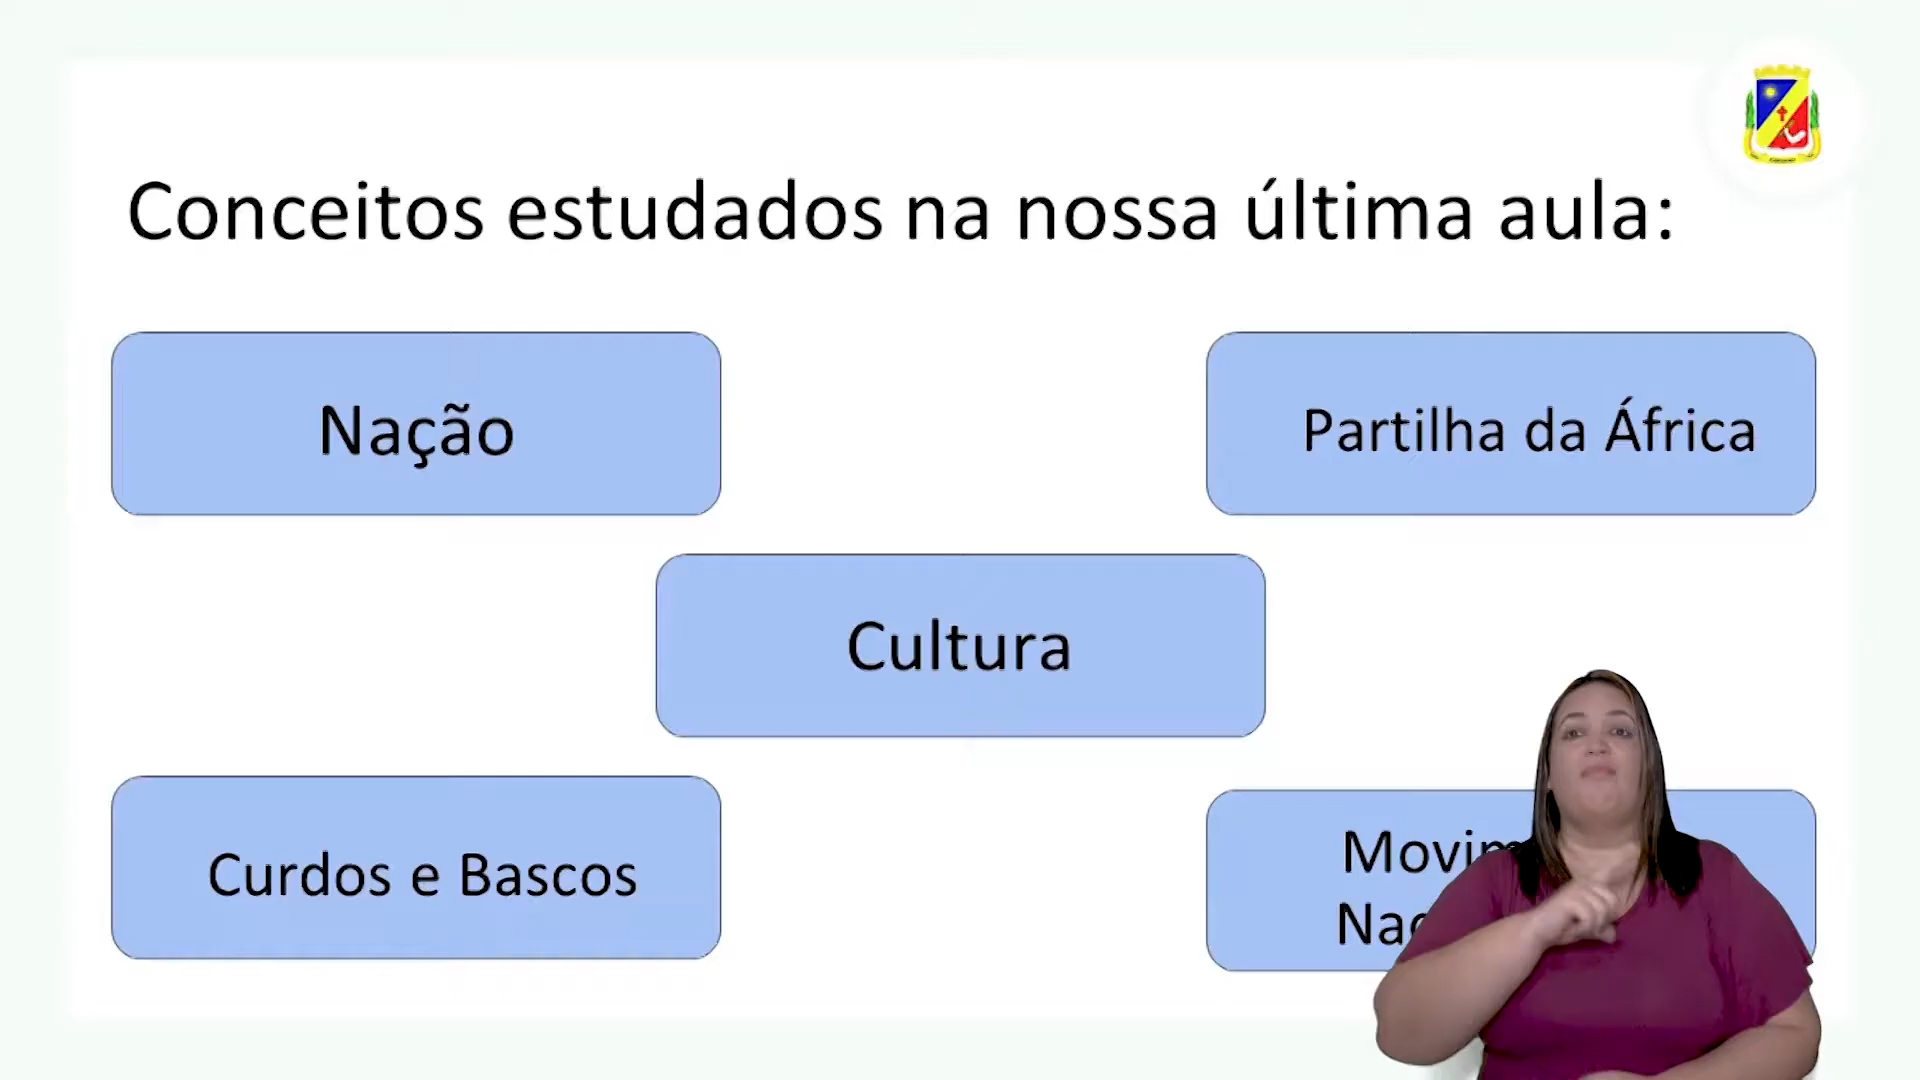 Conceitos estudados na nossa última aula:
Nação
Partilha da África
Cultura
Curdos e Bascos